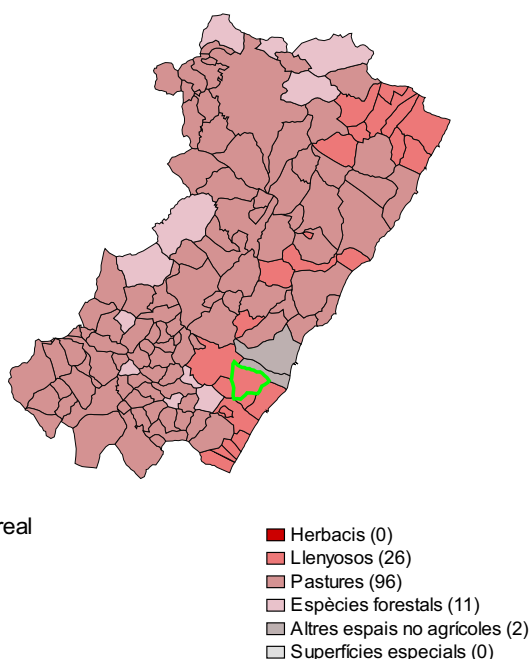 real
Herbacis (0)
Llenyosos (26)
Pastures (96)
Espècies forestals (11)
Altres espais no agrícoles (2)
Superfícies especials (0)